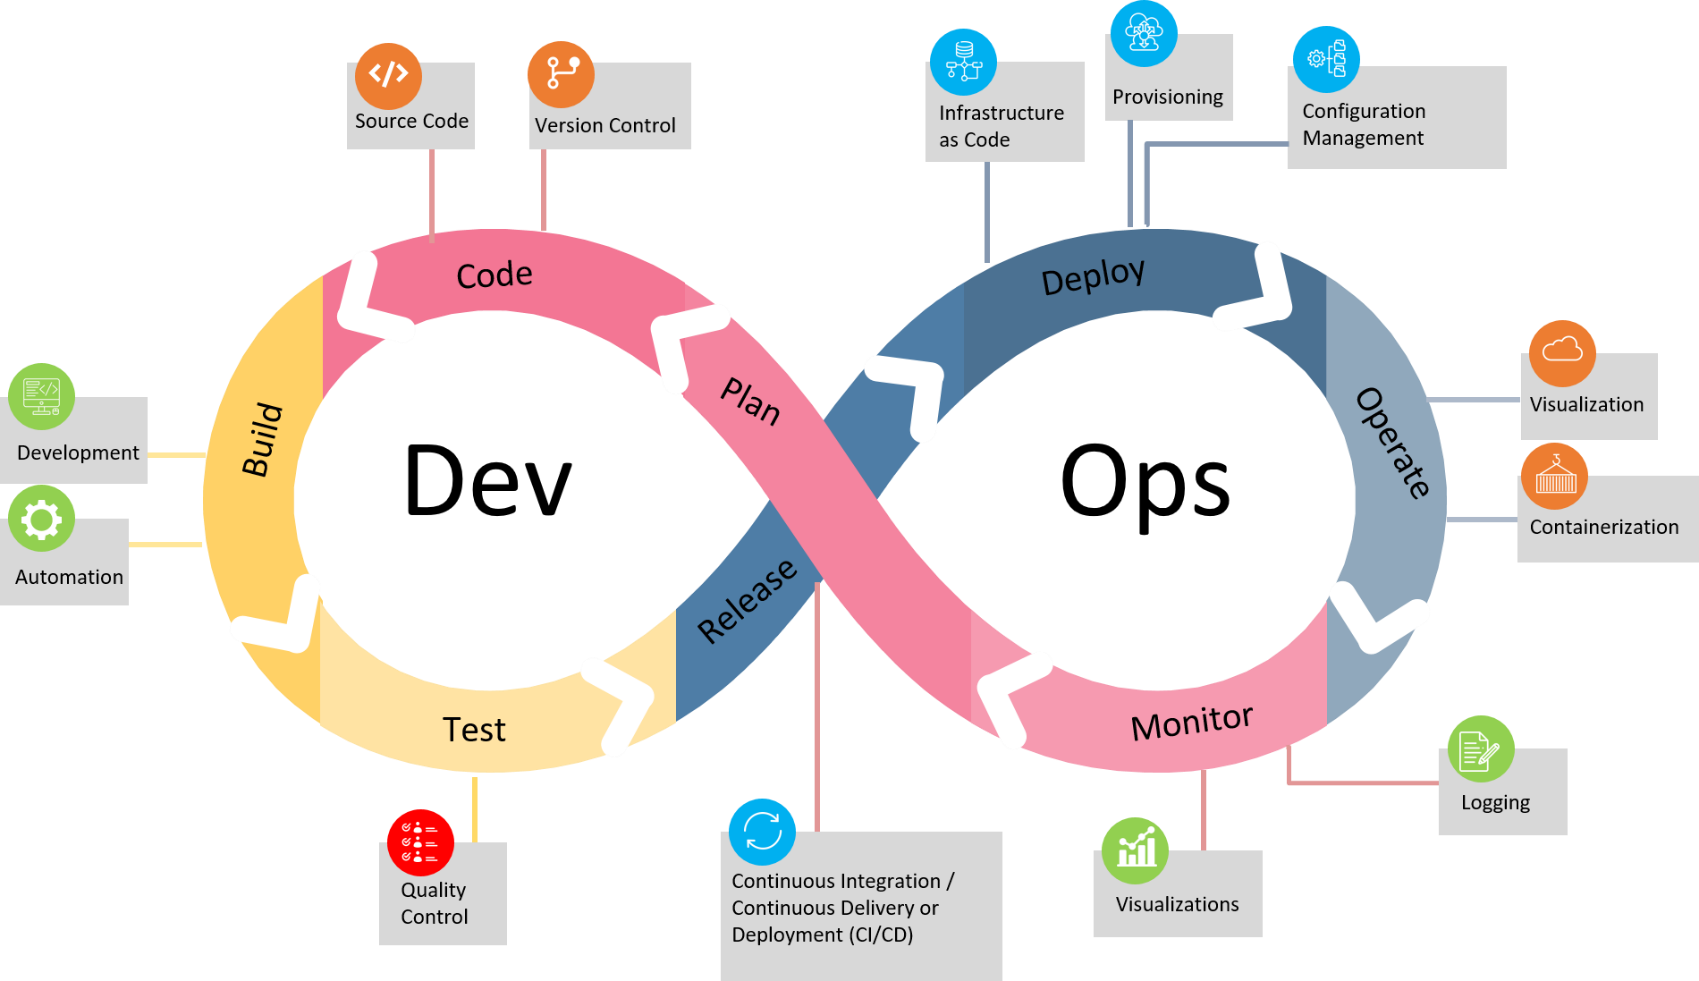 Source Code
Version Control
Infrastructure
as Code
Provisioning
Configuration
Management
Code
Deploy
Plan
Build
Dev
Ops
Operate
Release
Test
Monitor
Development
Automation
Visualization
Containerization
Quality
Control
Continuous Integration /
Continuous Delivery or
Deployment (CI/CD)
Visualizations
Logging